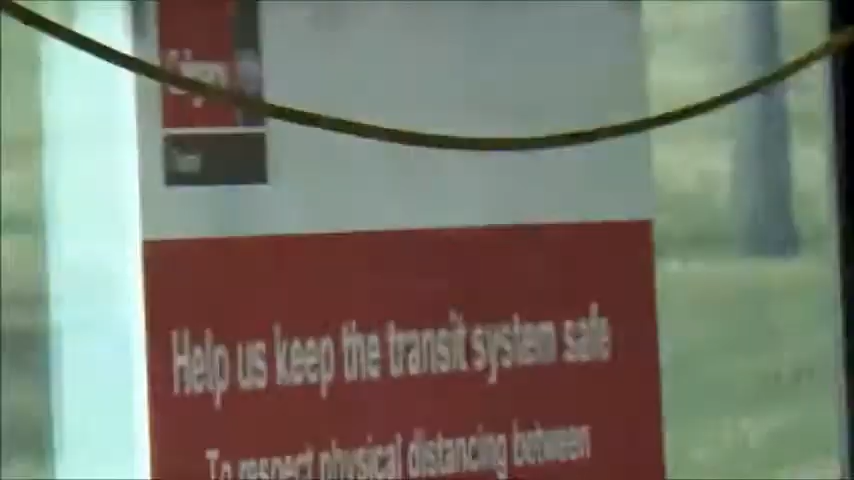 Help us keep the transit system safe
To respect physical distancing between